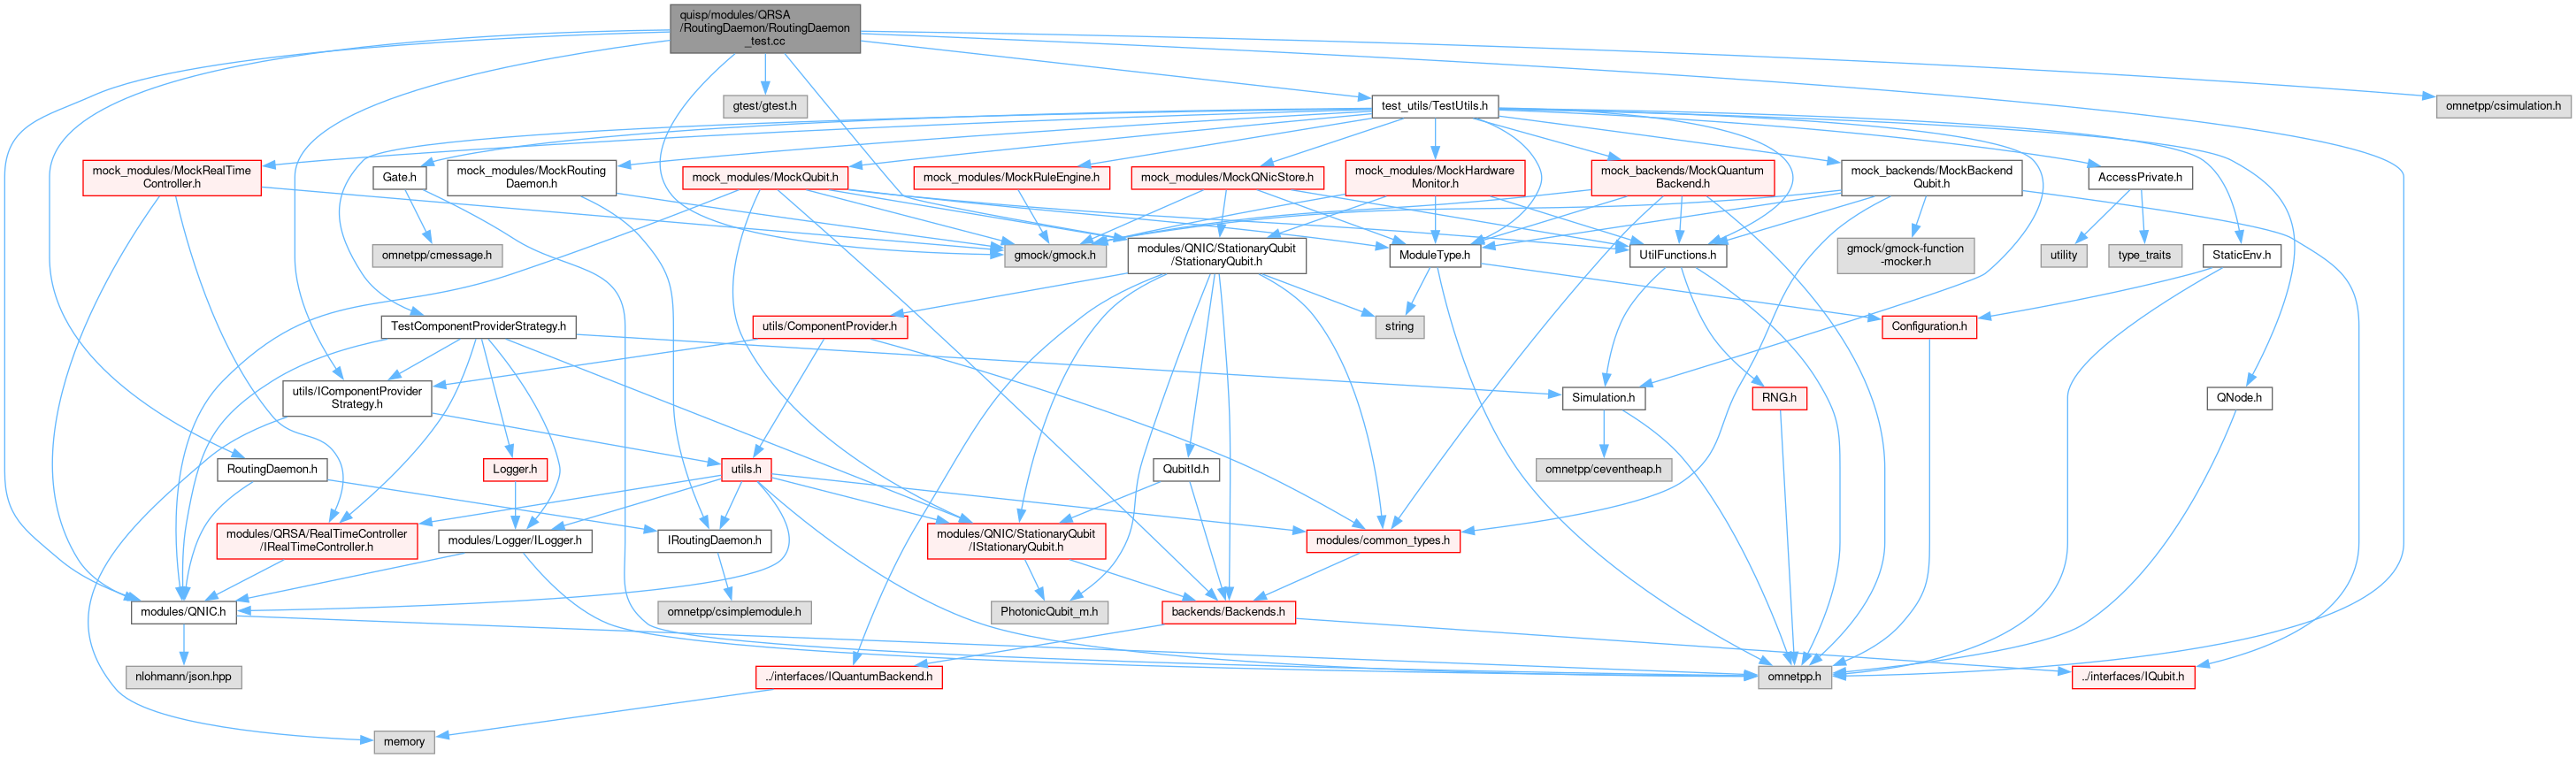 quisp/modules/QRSA
/RoutingDaemon/RoutingDaemon
_test.cc
gtest/gtest.h
test_utils/TestUtils.h
omnetpp/csimulation.h
mock_modules/MockRealTime
Controller.h
Gate.h
mock_modules/MockRouting
Daemon.h
mock_modules/MockQubit.h
mock_modules/MockRuleEngine.h
mock_modules/MockQNicStore.h
mock_modules/MockHardware
Monitor.h
mock_backends/MockQuantum
Backend.h
mock_backends/MockBackend
Qubit.h
AccessPrivate.h
omnetpp/cmessage.h
gmock/gmock.h
modules/QNIC/StationaryQubit
/StationaryQubit.h
ModuleType.h
UtilFunctions.h
gmock/gmock-function
-mocker.h
utility
type_traits
StaticEnv.h
TestComponentProviderStrategy.h
utils/ComponentProvider.h
string
Configuration.h
utils/IComponentProvider
Strategy.h
Simulation.h
RNG.h
QNode.h
RoutingDaemon.h
Logger.h
utils.h
QubitId.h
omnetpp/ceventheap.h
modules/QRSA/RealTimeController
/IRealTimeController.h
modules/Logger/ILogger.h
IRoutingDaemon.h
modules/QNIC/StationaryQubit
/IStationaryQubit.h
modules/common_types.h
modules/QNIC.h
omnetpp/csimplemodule.h
PhotonicQubit_m.h
backends/Backends.h
nlohmann/json.hpp
../interfaces/IQuantumBackend.h
omnetpp.h
../interfaces/IQubit.h
memory